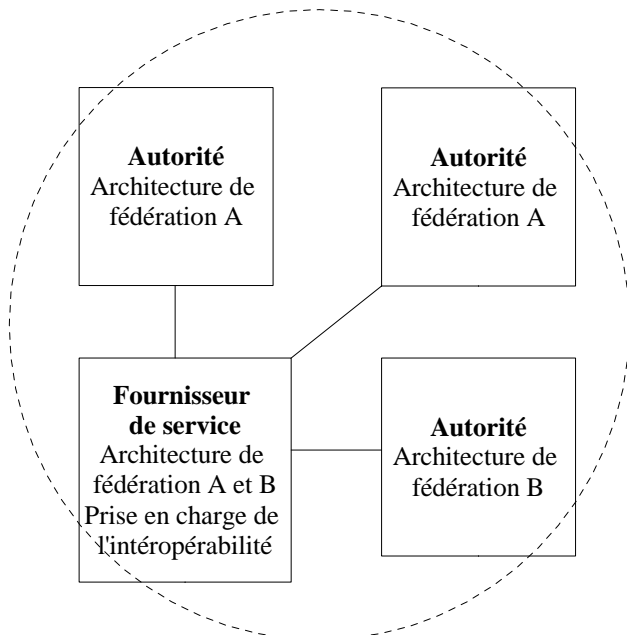 Autorité
Architecture de
fédération A
Autorité
Architecture de
fédération A
Fournisseur
de service
Architecture de
fédération A et B
Prise en charge de
l'intéropérabilité
Autorité
Architecture de
fédération B